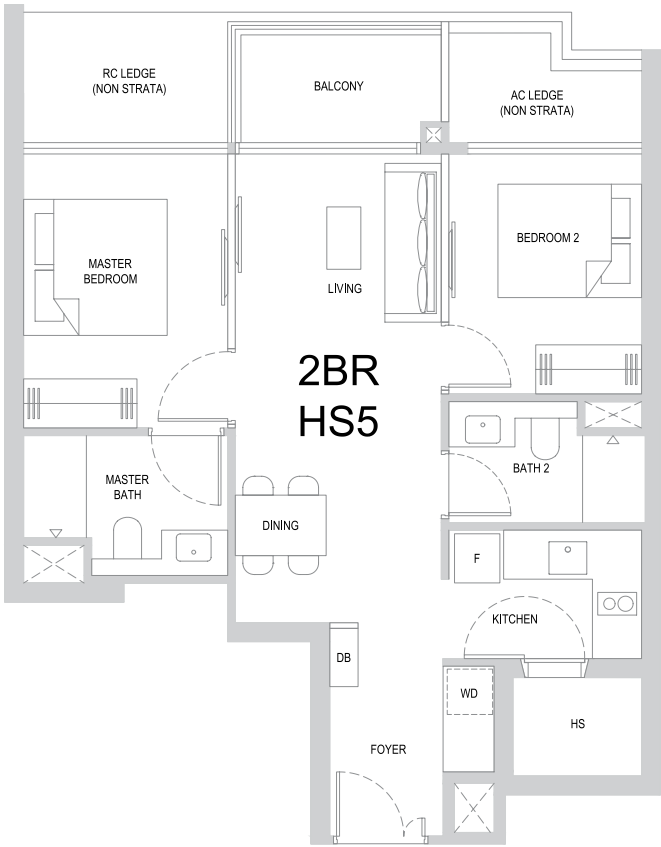 RC LEDGE
(NON STRATA)
BALCONY
AC LEDGE
(NON STRATA)
MASTER
BEDROOM
BEDROOM 2
LIVING
2BR
HS5
MASTER
BATH
BATH 2
DINING
F
KITCHEN
DB
WD
HS
FOYER